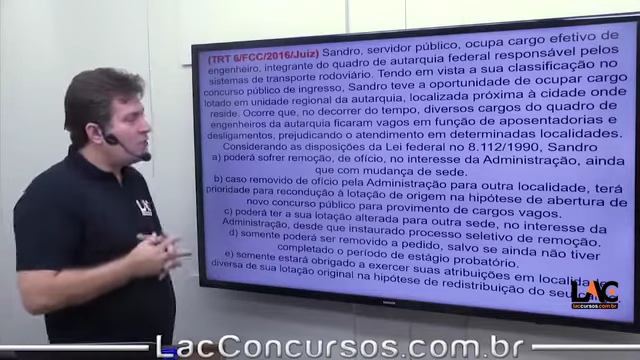 (TRT 6/FCC/2016/Juiz) Sandro, servidor público, ocupa cargo efetivo de
engenheiro, integrante do quadro de autarquia federal responsável pelos
sistemas de transporte rodoviário. Tendo em vista a sua classificação no
concurso público de ingresso, Sandro teve a oportunidade de ocupar cargo
lotado em unidade regional da autarquia, localizada próxima à cidade onde
reside. Ocorre que, no decorrer do tempo, diversos cargos do quadro de
engenheiros da autarquia ficaram vagos em função de aposentadorias e
desligamentos, prejudicando o atendimento em determinadas localidades.
Considerando as disposições da Lei federal no 8.112/1990, Sandro
a) poderá sofrer remoção, de ofício, no interesse da Administração, ainda
que com mudança de sede.
b) caso removido de ofício pela Administração para outra localidade, terá
prioridade para recondução à lotação de origem na hipótese de abertura de
novo concurso público para provimento de cargos vagos.
c) poderá ter a sua lotação alterada para outra sede, no interesse da
Administração, desde que instaurado processo seletivo de remoção.
d) somente poderá ser removido a pedido, salvo se ainda não tiver
completado o período de estágio probatório.
e) somente estará obrigado a exercer suas atribuições em
diversa de sua lotação original na hipótese de redistribuição do seu
LAC
LAC
laccursos.com.br
LacConcursos.com.br